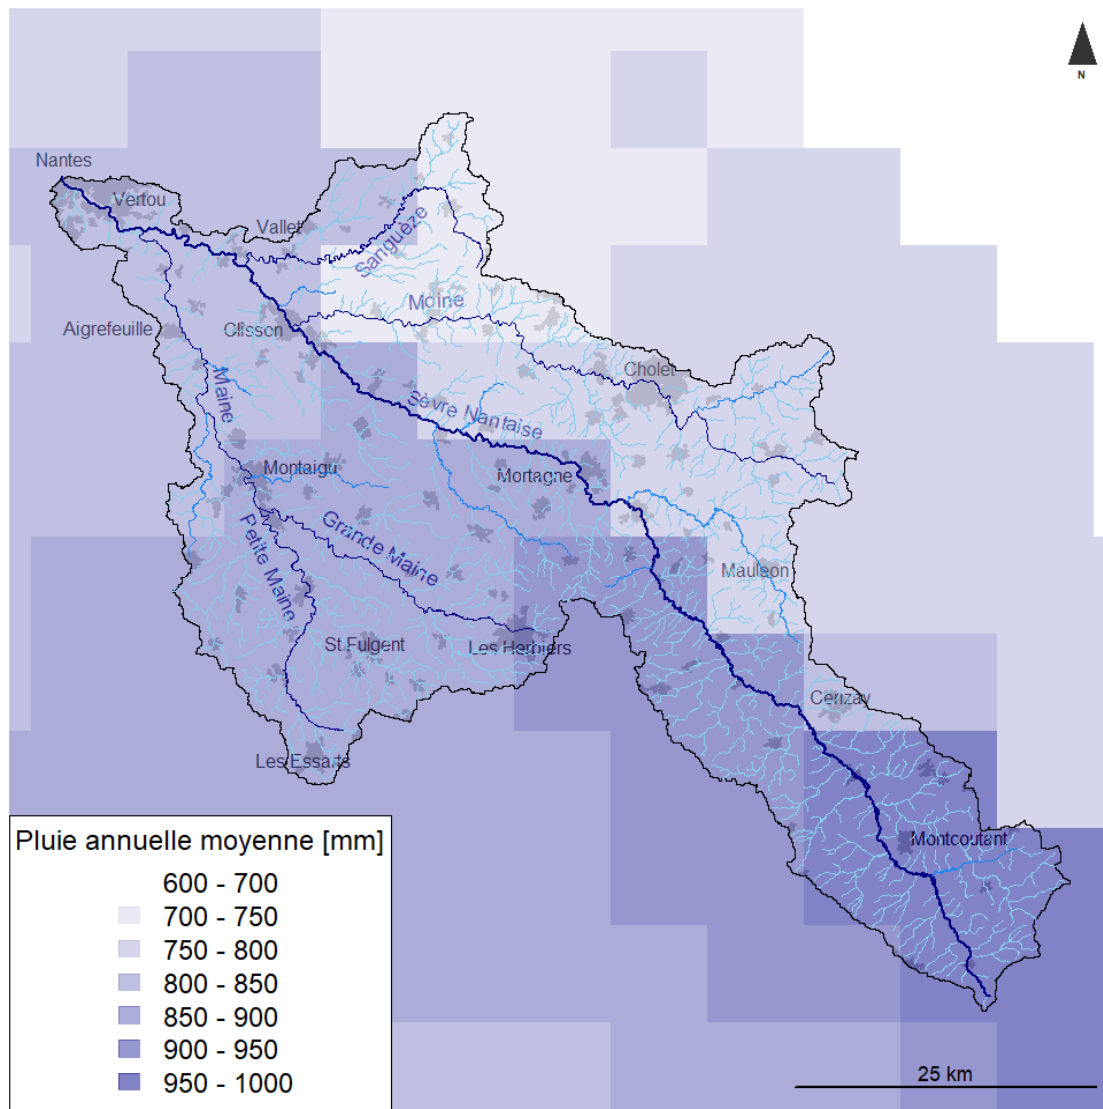 N
Nantes
Vertou
Vallet
Sanguèze
Moine
Aigrefeuille
Clisson
Cholet
Maine
Sèvre Nantaise
Montaigu
Mortagne
Grande Maine
Petite Maine
Mauléon
St Fulgent
Les Herbiers
Cerizay
Les Essarts
Montcoutant
Pluie annuelle moyenne [mm]
600 - 700
700 - 750
750 - 800
800 - 850
850 - 900
900 - 950
950 - 1000
25 km